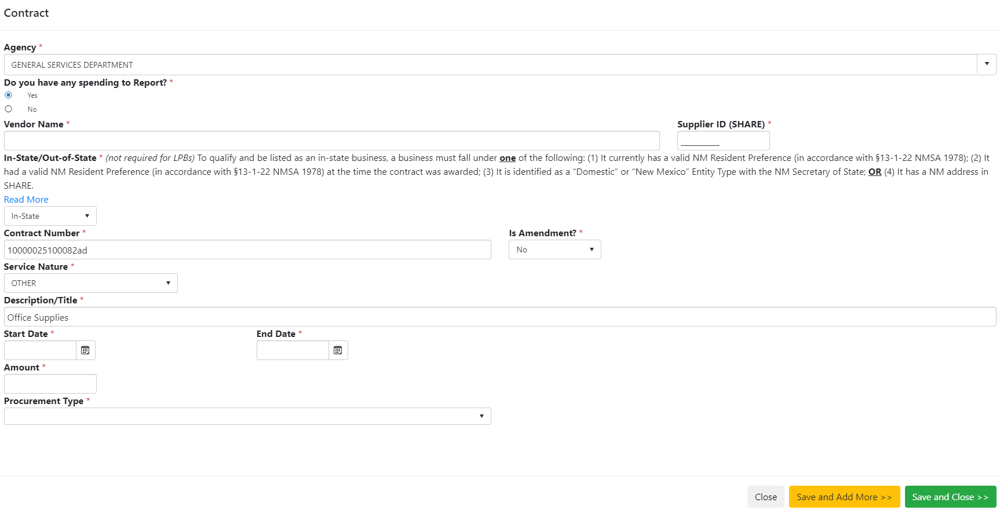 Contract
Agency *
GENERAL SERVICES DEPARTMENT
Do you have any spending to Report? *
Yes
No
Vendor Name *
Supplier ID (SHARE) *
__________
In-State/Out-of-State * (not required for LPBs) To qualify and be listed as an in-state business, a business must fall under one of the following: (1) It currently has a valid NM Resident Preference (in accordance with §13-1-22 NMSA 1978); (2) It
had a valid NM Resident Preference (in accordance with §13-1-22 NMSA 1978) at the time the contract was awarded; (3) It is identified as a “Domestic” or “New Mexico” Entity Type with the NM Secretary of State; OR (4) It has a NM address in
SHARE.
Read More
In-State
Contract Number *
Is Amendment? *
10000025100082ad
No
Service Nature *
OTHER
Description/Title *
Office Supplies
Start Date *
End Date *
Amount *
Procurement Type *
Close
Save and Add More >>
Save and Close >>